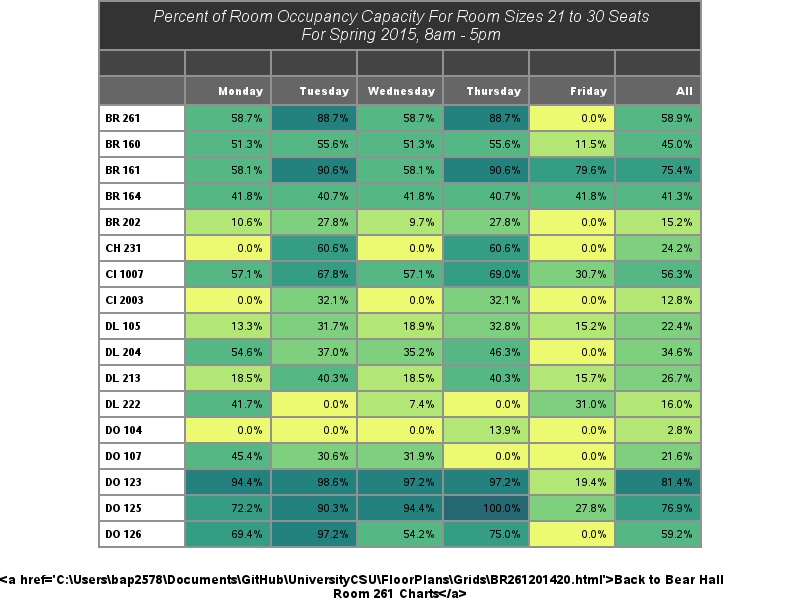 Percent of Room Occupancy Capacity For Room Sizes 21 to 30 Seats
For Spring 2015, 8am - 5pm
Monday Tuesday Wednesday Thursday Friday All
BR 261 58.7% 88.7% 58.7% 88.7% 0.0% 58.9%
BR 160 51.3% 55.6% 51.3% 55.6% 11.5% 45.0%
BR 161 58.1% 90.6% 58.1% 90.6% 79.6% 75.4%
BR 164 41.8% 40.7% 41.8% 40.7% 41.8% 41.3%
BR 202 10.6% 27.8% 9.7% 27.8% 0.0% 15.2%
CH 231 0.0% 60.6% 0.0% 60.6% 0.0% 24.2%
CI 1007 57.1% 67.8% 57.1% 69.0% 30.7% 56.3%
CI 2003 0.0% 32.1% 0.0% 32.1% 0.0% 12.8%
DL 105 13.3% 31.7% 18.9% 32.8% 15.2% 22.4%
DL 204 54.6% 37.0% 35.2% 46.3% 0.0% 34.6%
DL 213 18.5% 40.3% 18.5% 40.3% 15.7% 26.7%
DL 222 41.7% 0.0% 7.4% 0.0% 31.0% 16.0%
DO 104 0.0% 0.0% 0.0% 13.9% 0.0% 2.8%
DO 107 45.4% 30.6% 31.9% 0.0% 0.0% 21.6%
DO 123 94.4% 98.6% 97.2% 97.2% 19.4% 81.4%
DO 125 72.2% 90.3% 94.4% 100.0% 27.8% 76.9%
DO 126 69.4% 97.2% 54.2% 75.0% 0.0% 59.2%
<a href='C:\Users\bap2578\Documents\GitHub\UniversityCSU\FloorPlans\Grids\BR261201420.html'>Back to Bear Hall
Room 261 Charts</a>